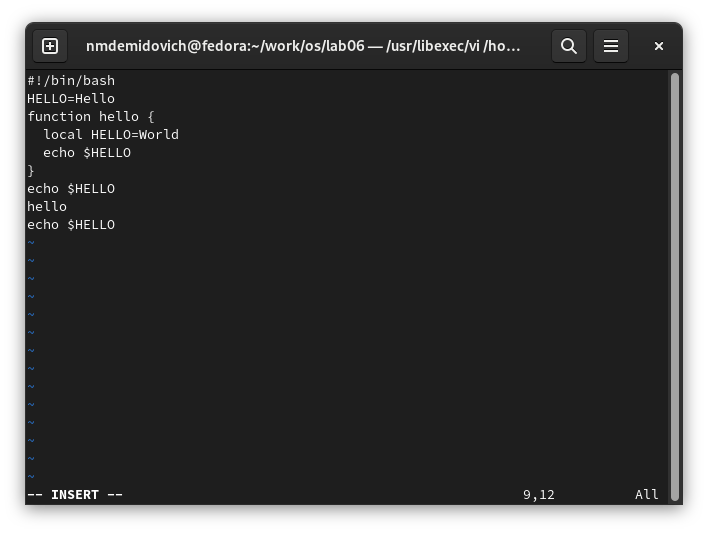 nmdemidovich@fedora:~/work/os/lab06 — /usr/libexec/vi /ho...
#!/bin/bash
HELLO=Hello
function hello {
  local HELLO=World
  echo $HELLO
}
echo $HELLO
hello
echo $HELLO
~
~
~
~
~
~
~
~
~
~
~
~
~
~
-- INSERT -- 9,12 All